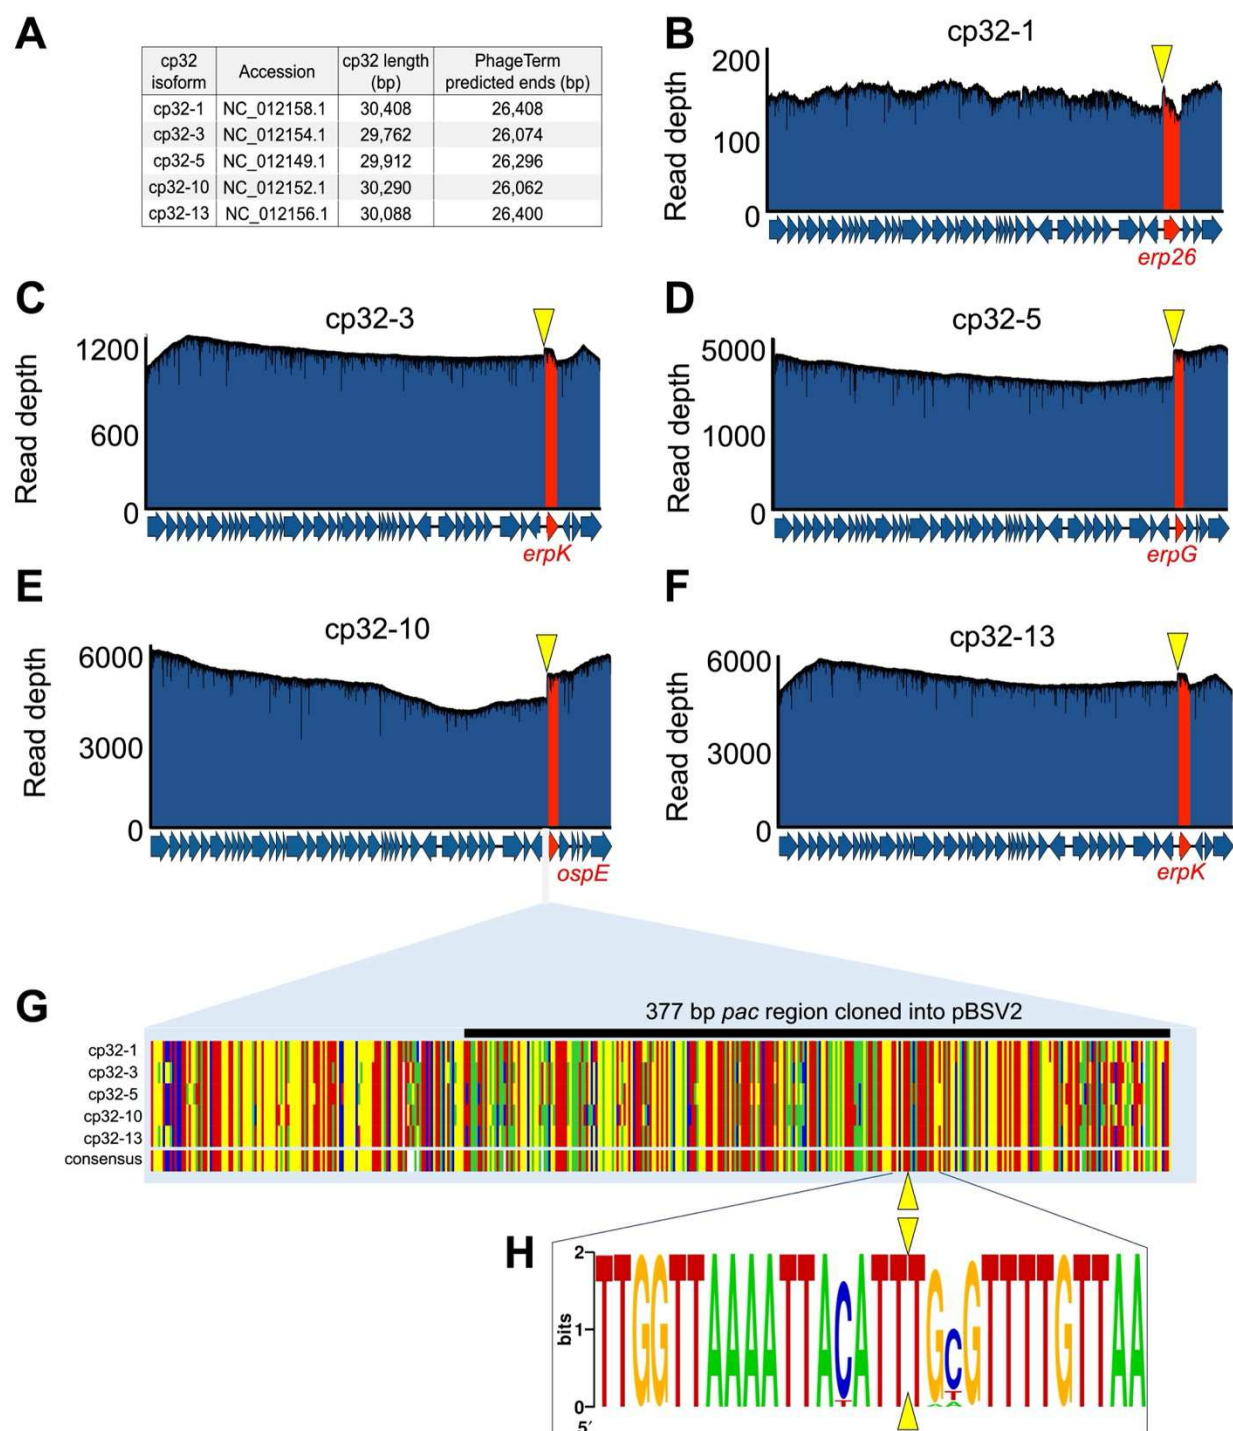 A
cp32 isoform | Accession | cp32 length (bp) | PhageTerm predicted ends (bp)
cp32-1 | NC_012158.1 | 30,408 | 26,408
cp32-3 | NC_012154.1 | 29,762 | 26,074
cp32-5 | NC_012149.1 | 29,912 | 26,296
cp32-10 | NC_012152.1 | 30,290 | 26,062
cp32-13 | NC_012156.1 | 30,088 | 26,400
B
cp32-1
Read depth
200
100
0
erp26
C
cp32-3
Read depth
1200
600
0
erpK
D
cp32-5
Read depth
5000
1000
0
erpG
E
cp32-10
Read depth
6000
3000
0
ospE
F
cp32-13
Read depth
6000
3000
0
erpK
G
377 bp pac region cloned into pBSV2
cp32-1
cp32-3
cp32-5
cp32-10
cp32-13
consensus
H
bits
2
1
0
5′
TTGGTTAAAATTACATTTGCGTTTTGTTAA